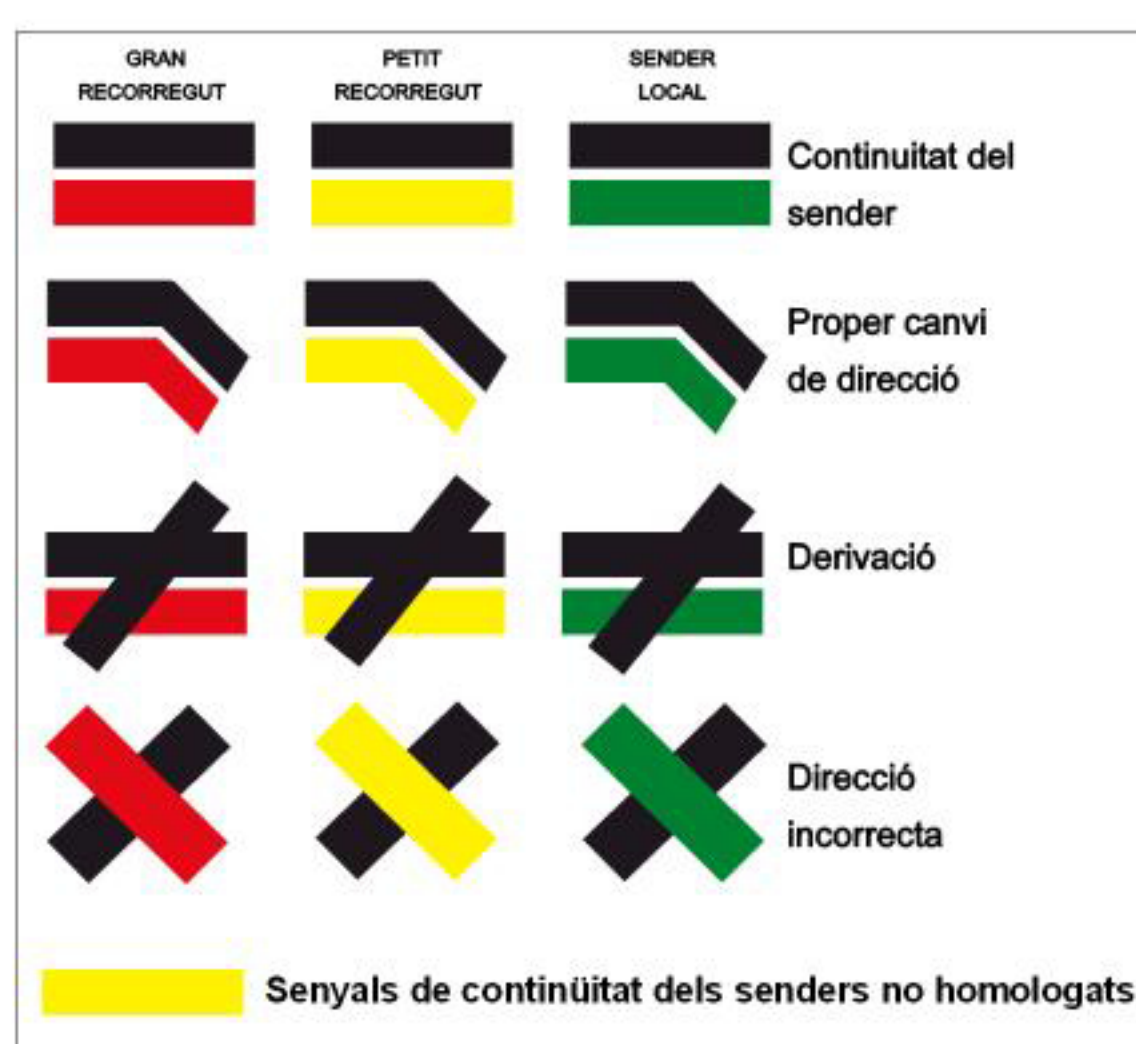 GRAN
RECORREGUT
PETIT
RECORREGUT
SENDER
LOCAL
Continuitat del
sender
Proper canvi
de direcció
Derivació
Direcció
incorrecta
Senyals de continüitat dels senders no homologats